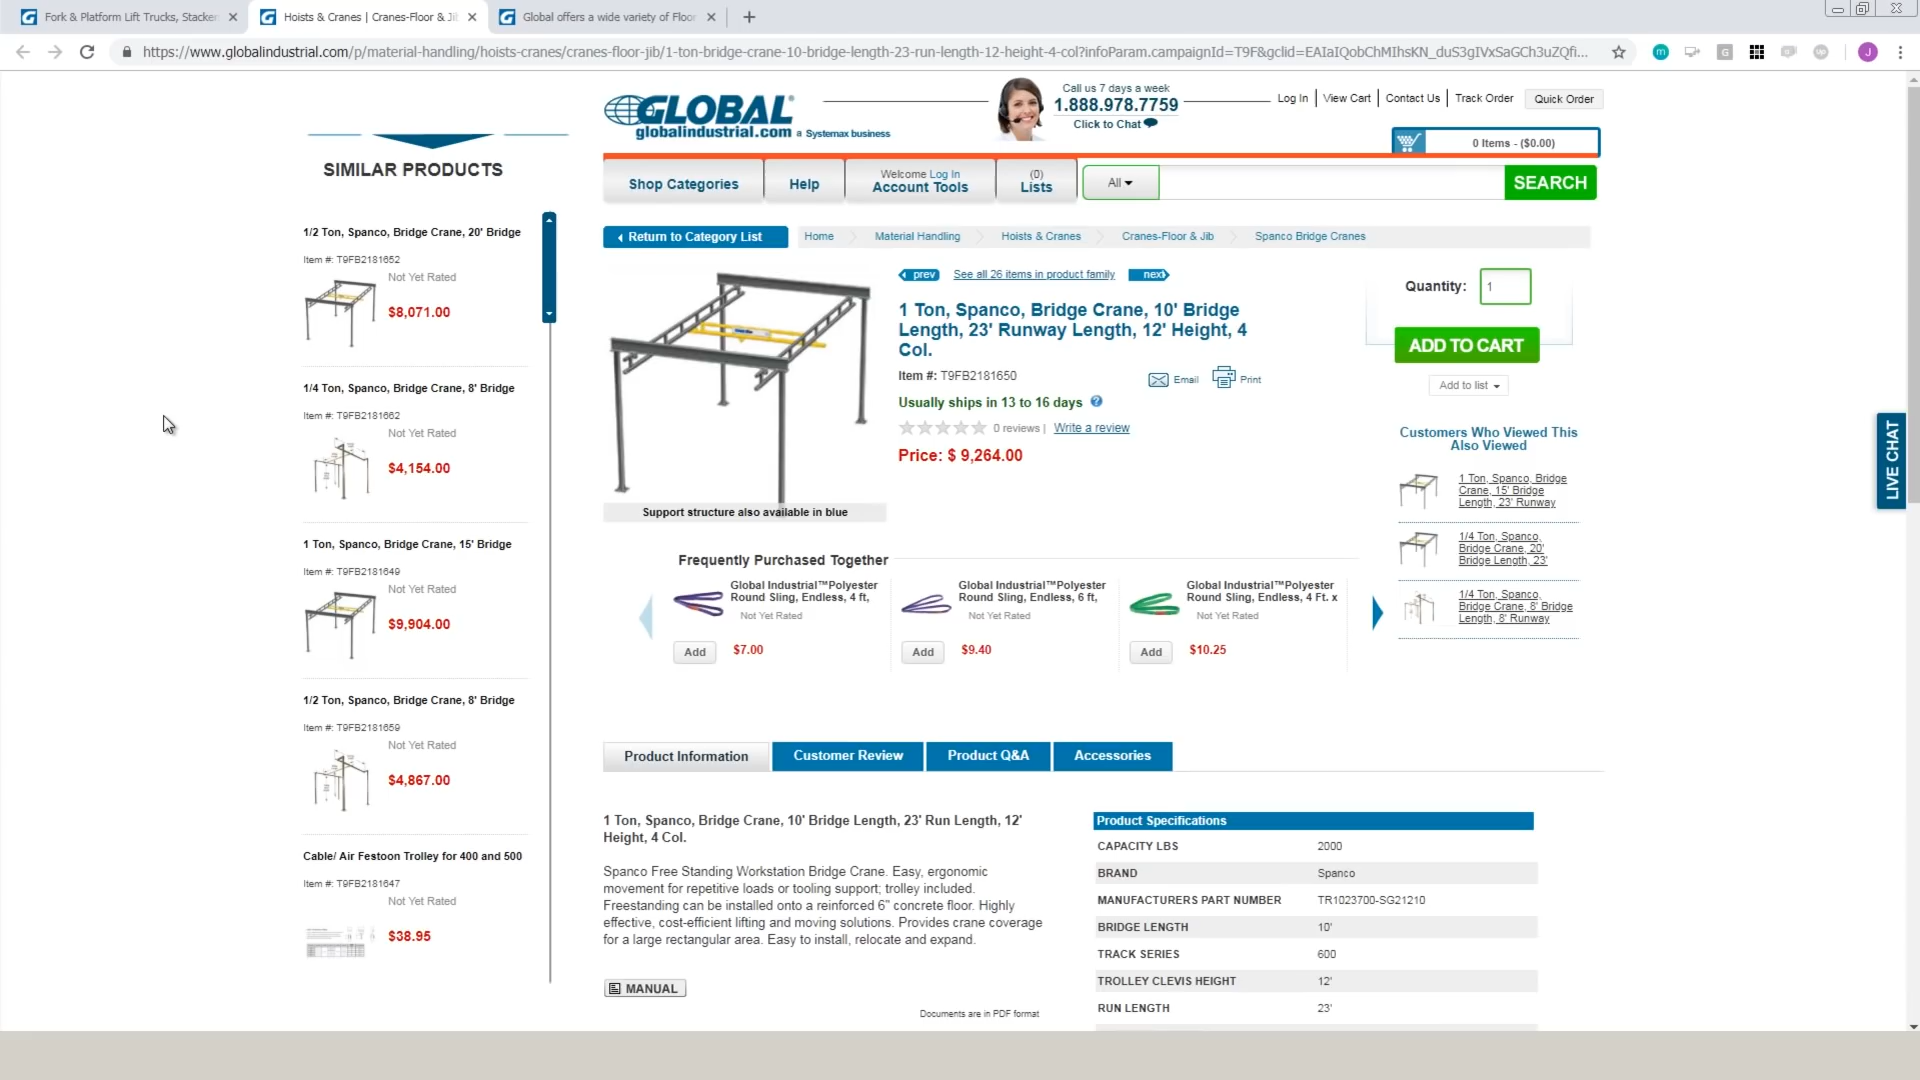 Fork & Platform Lift Trucks, Stacker
Hoists & Cranes | Cranes-Floor & Jib
Global offers a wide variety of Floor
https://www.globalindustrial.com/p/material-handling/hoists-cranes/cranes-floor-jib/1-ton-bridge-crane-10-bridge-length-23-run-length-12-height-4-col?infoParam.campaignId=T9F&gclid=EAIaIQobChMIhsKN_duS3gIVxSaGCh3uZQfi...
GLOBAL
globalindustrial.com a Systemax business
Call us 7 days a week
1.888.978.7759
Click to Chat
Log In
View Cart
Contact Us
Track Order
Quick Order
0 Items - ($0.00)
Shop Categories
Help
Welcome Log In
Account Tools
(0)
Lists
All
SEARCH
SIMILAR PRODUCTS
1/2 Ton, Spanco, Bridge Crane, 20' Bridge
Item #: T9FB2181652
Not Yet Rated
$8,071.00
1/4 Ton, Spanco, Bridge Crane, 8' Bridge
Item #: T9FB2181662
Not Yet Rated
$4,154.00
1 Ton, Spanco, Bridge Crane, 15' Bridge
Item #: T9FB2181649
Not Yet Rated
$9,904.00
1/2 Ton, Spanco, Bridge Crane, 8' Bridge
Item #: T9FB2181659
Not Yet Rated
$4,867.00
Cable/ Air Festoon Trolley for 400 and 500
Item #: T9FB2181647
Not Yet Rated
$38.95
Return to Category List
Home
Material Handling
Hoists & Cranes
Cranes-Floor & Jib
Spanco Bridge Cranes
prev
See all 26 items in product family
next
1 Ton, Spanco, Bridge Crane, 10' Bridge
Length, 23' Runway Length, 12' Height, 4
Col.
Item #: T9FB2181650
Email
Print
Usually ships in 13 to 16 days
0 reviews | Write a review
Price: $ 9,264.00
Support structure also available in blue
Quantity: 1
ADD TO CART
Add to list
Customers Who Viewed This
Also Viewed
1 Ton, Spanco, Bridge
Crane, 15' Bridge
Length, 23' Runway
1/4 Ton, Spanco,
Bridge Crane, 20'
Bridge Length, 23'
1/4 Ton, Spanco,
Bridge Crane, 8' Bridge
Length, 8' Runway
LIVE CHAT
Frequently Purchased Together
Global Industrial™Polyester
Round Sling, Endless, 4 ft,
Not Yet Rated
Add
$7.00
Global Industrial™Polyester
Round Sling, Endless, 6 ft,
Not Yet Rated
Add
$9.40
Global Industrial™Polyester
Round Sling, Endless, 4 Ft. x
Not Yet Rated
Add
$10.25
Product Information
Customer Review
Product Q&A
Accessories
1 Ton, Spanco, Bridge Crane, 10' Bridge Length, 23' Run Length, 12'
Height, 4 Col.
Spanco Free Standing Workstation Bridge Crane. Easy, ergonomic
movement for repetitive loads or tooling support; trolley included.
Freestanding can be installed onto a reinforced 6" concrete floor. Highly
effective, cost-efficient lifting and moving solutions. Provides crane coverage
for a large rectangular area. Easy to install, relocate and expand.
MANUAL
Documents are in PDF format
Product Specifications
CAPACITY LBS 2000
BRAND Spanco
MANUFACTURERS PART NUMBER TR1023700-SG21210
BRIDGE LENGTH 10'
TRACK SERIES 600
TROLLEY CLEVIS HEIGHT 12'
RUN LENGTH 23'